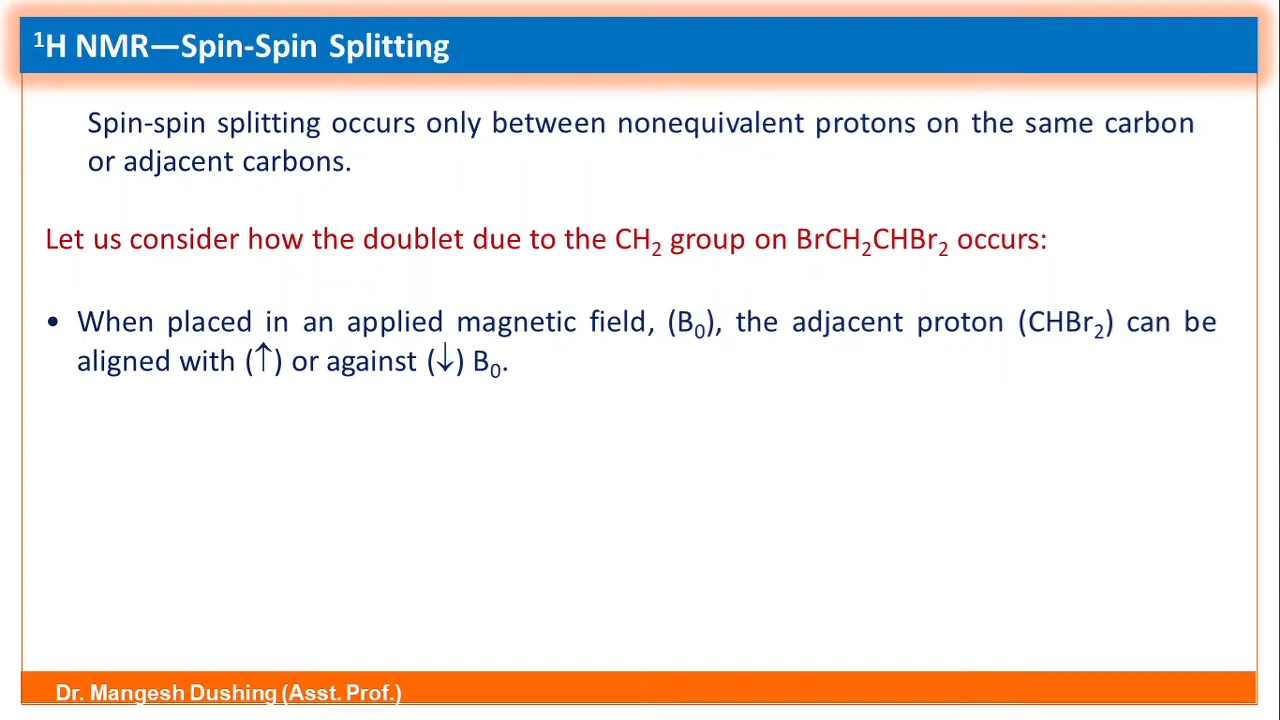 ¹H NMR—Spin-Spin Splitting
Spin-spin splitting occurs only between nonequivalent protons on the same carbon
or adjacent carbons.
Let us consider how the doublet due to the CH₂ group on BrCH₂CHBr₂ occurs:
• When placed in an applied magnetic field, (B₀), the adjacent proton (CHBr₂) can be
aligned with (↑) or against (↓) B₀.
Dr. Mangesh Dushing (Asst. Prof.)